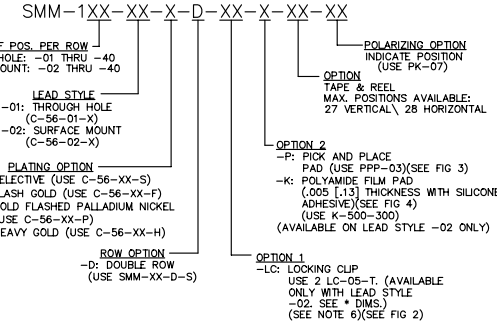 SMM-1XX-XX-X-D-XX-X-XX-XX
F POS. PER ROW
HOLE: -01 THRU -40
OUNT: -02 THRU -40
LEAD STYLE
-01: THROUGH HOLE
(C-56-01-X)
-02: SURFACE MOUNT
(C-56-02-X)
PLATING OPTION
ELECTIVE (USE C-56-XX-S)
LASH GOLD (USE C-56-XX-F)
OLD FLASHED PALLADIUM NICKEL
USE C-56-XX-P)
EAVY GOLD (USE C-56-XX-H)
ROW OPTION
-D: DOUBLE ROW
(USE SMM-XX-D-S)
POLARIZING OPTION
INDICATE POSITION
(USE PK-07)
OPTION
TAPE & REEL
MAX. POSITIONS AVAILABLE:
27 VERTICAL\ 28 HORIZONTAL
OPTION 2
-P: PICK AND PLACE
PAD (USE PPP-03)(SEE FIG 3)
-K: POLYAMIDE FILM PAD
(.005 [.13] THICKNESS WITH SILICONE
ADHESIVE)(SEE FIG 4)
(USE K-500-300)
(AVAILABLE ON LEAD STYLE -02 ONLY)
OPTION 1
-LC: LOCKING CLIP
USE 2 LC-05-T. (AVAILABLE
ONLY WITH LEAD STYLE
-02. SEE * DIMS.)
(SEE NOTE 6)(SEE FIG 2)